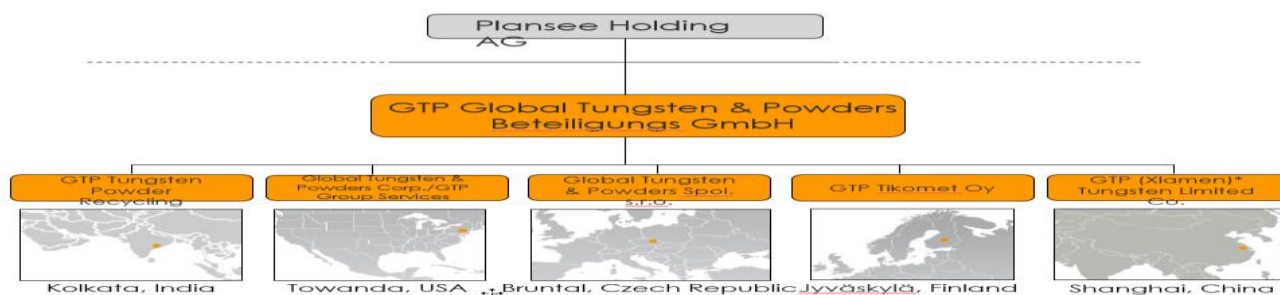 Plansee Holding
AG
GTP Global Tungsten & Powders
Beteiligungs GmbH
GTP Tungsten
Powder
Recycling
Global Tungsten &
Powders Corp./GTP
Group Services
Global Tungsten
& Powders Spol.
s.r.o.
GTP Tikomet Oy
GTP (Xiamen)*
Tungsten Limited
Co.
Kolkata, India
Towanda, USA
Bruntal, Czech Republic
Jyväskylä, Finland
Shanghai, China